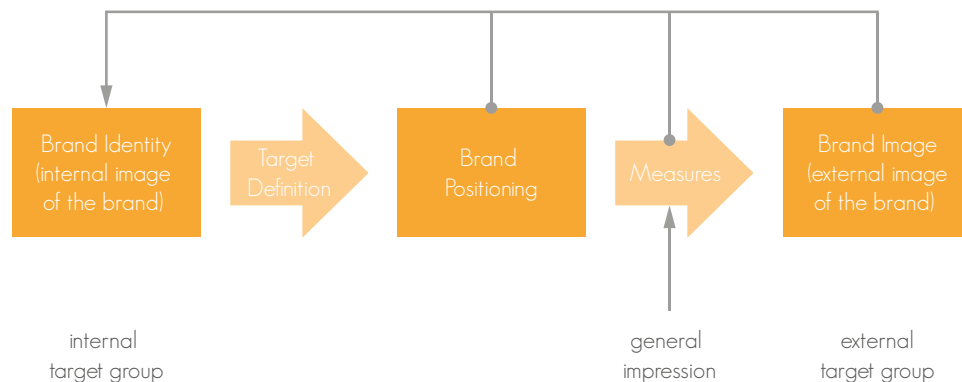 Brand Identity
(internal image
of the brand)
Target
Definition
Brand
Positioning
Measures
Brand Image
(external image
of the brand)
internal
target group
general
impression
external
target group